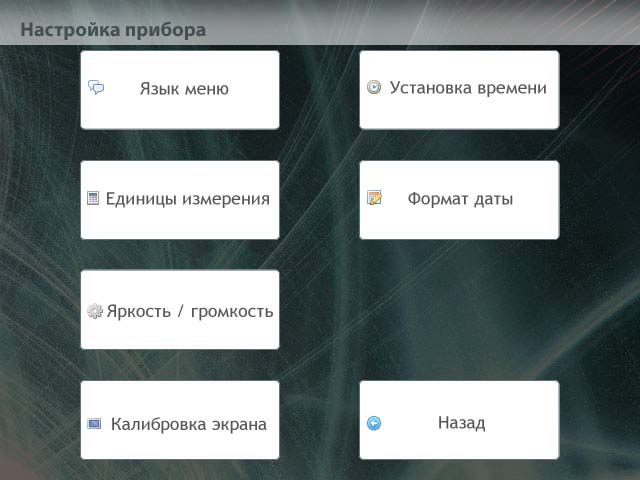 Настройка прибора
Язык меню
Установка времени
Единицы измерения
Формат даты
Яркость / громкость
Калибровка экрана
Назад